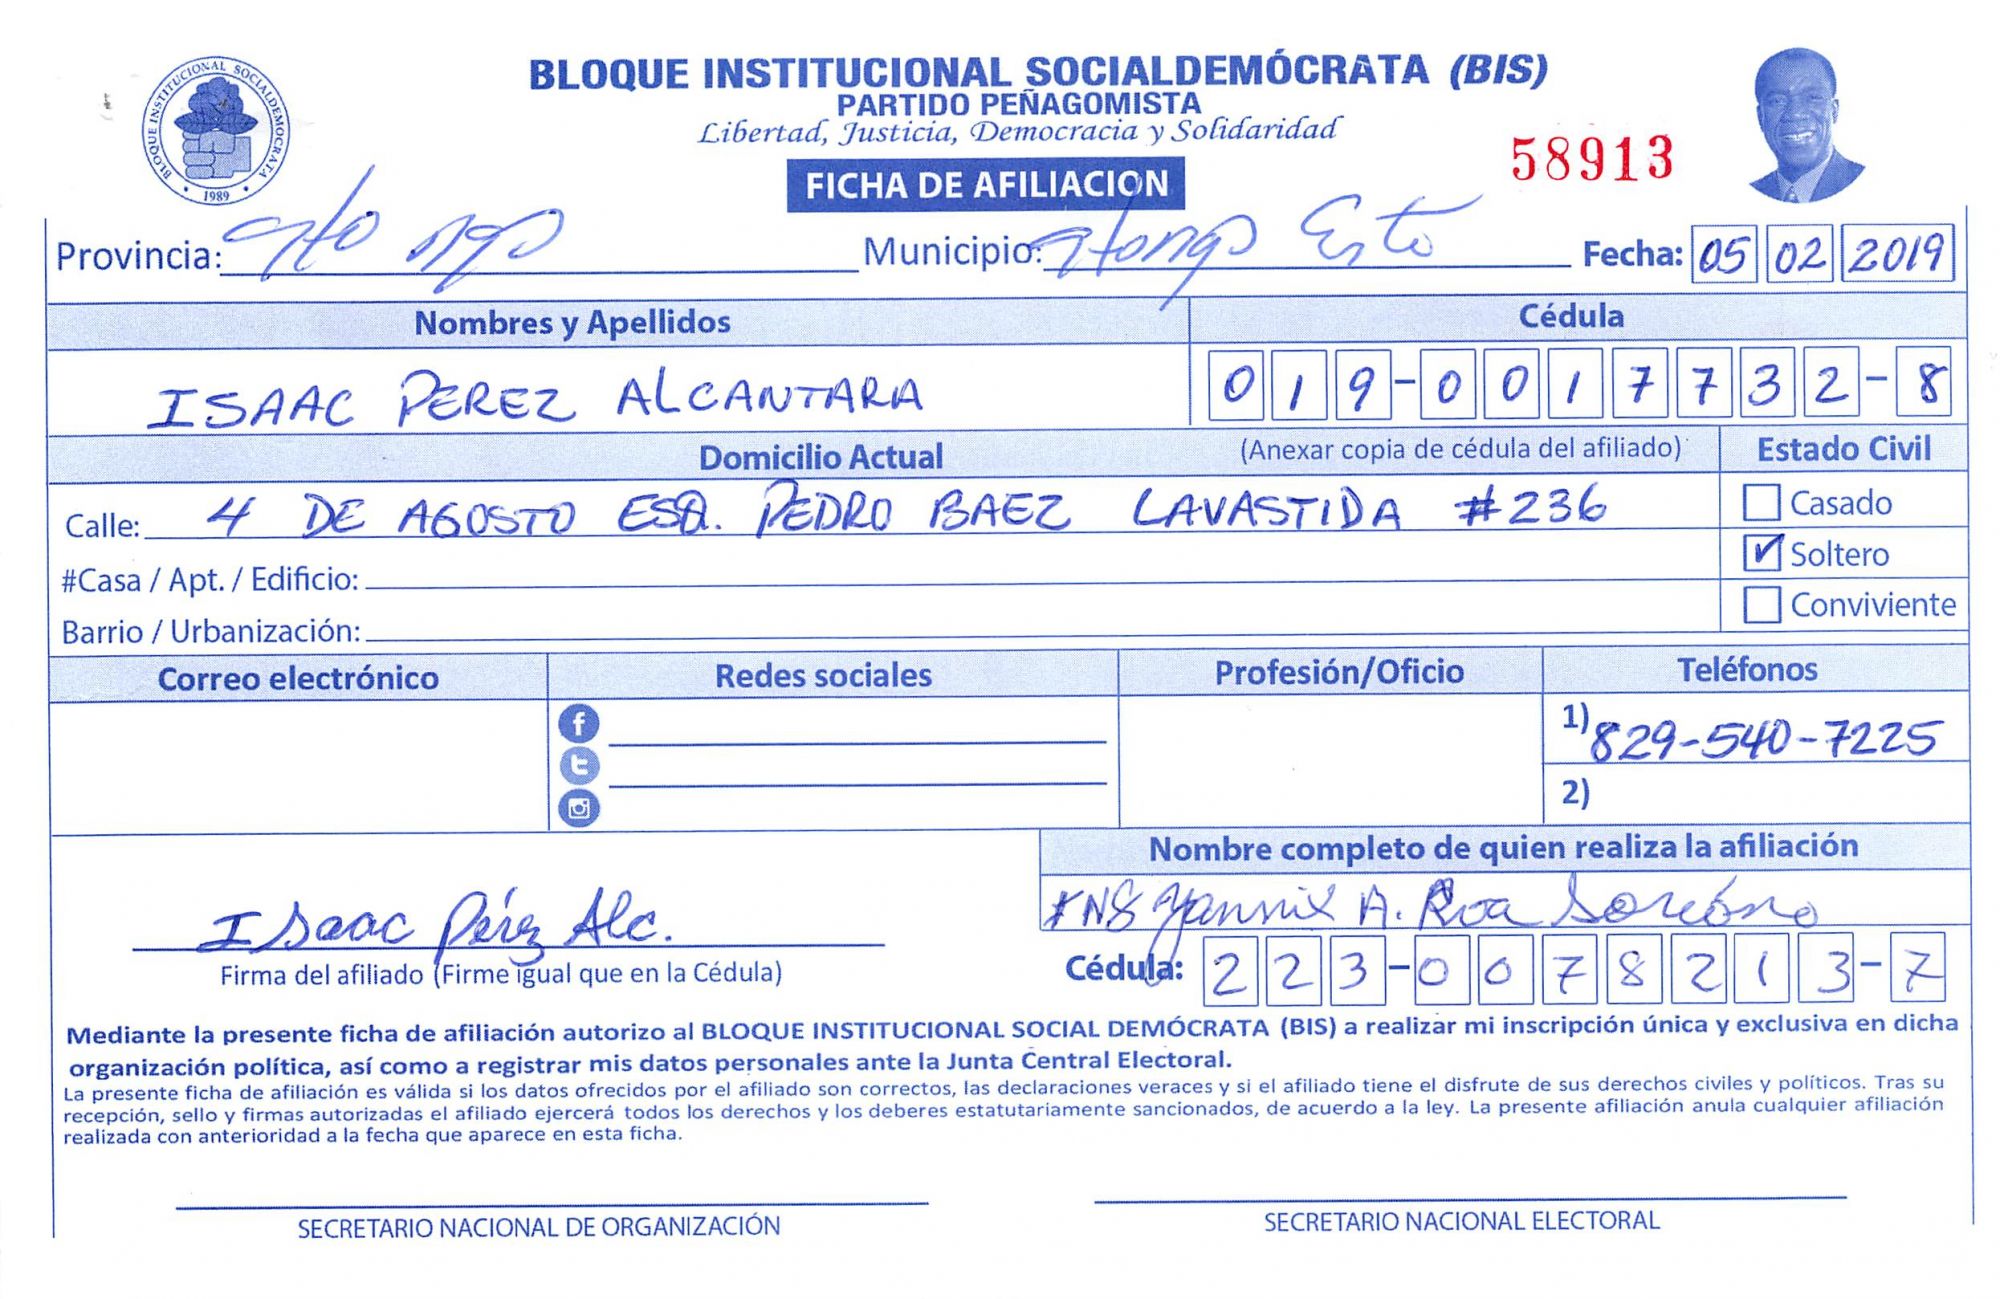 BLOQUE INSTITUCIONAL SOCIALDEMOCRATA
1989
BLOQUE INSTITUCIONAL SOCIALDEMÓCRATA (BIS)
PARTIDO PEÑAGOMISTA
Libertad, Justicia, Democracia y Solidaridad
58913
FICHA DE AFILIACION
Provincia: Sto Dgo Municipio: Este Fecha: 05 02 2019
Nombres y Apellidos Cédula
ISAAC PEREZ ALCANTARA 019-0017732-8
Domicilio Actual (Anexar copia de cédula del afiliado) Estado Civil
Calle: 4 DE AGOSTO ESQ. PEDRO BAEZ LAVASTIDA #236 Casado
Soltero
#Casa / Apt. / Edificio:
Conviviente
Barrio / Urbanización:
Correo electrónico Redes sociales Profesión/Oficio Teléfonos
1) 829-540-7225
2)
Nombre completo de quien realiza la afiliación
Yannix A. Roa
Isaac Pérez Alc.
Firma del afiliado (Firme igual que en la Cédula) Cédula: 223-0078213-7
Mediante la presente ficha de afiliación autorizo al BLOQUE INSTITUCIONAL SOCIAL DEMÓCRATA (BIS) a realizar mi inscripción única y exclusiva en dicha
organización política, así como a registrar mis datos personales ante la Junta Central Electoral.
La presente ficha de afiliación es válida si los datos ofrecidos por el afiliado son correctos, las declaraciones veraces y si el afiliado tiene el disfrute de sus derechos civiles y políticos. Tras su
recepción, sello y firmas autorizadas el afiliado ejercerá todos los derechos y los deberes estatutariamente sancionados, de acuerdo a la ley. La presente afiliación anula cualquier afiliación
realizada con anterioridad a la fecha que aparece en esta ficha.
SECRETARIO NACIONAL DE ORGANIZACIÓN SECRETARIO NACIONAL ELECTORAL